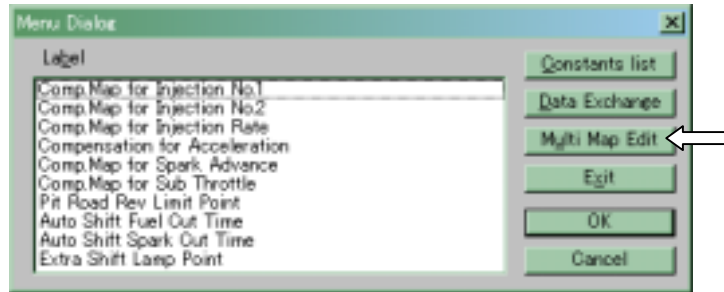 Menu Dialog
Label
Comp.Map for Injection No.1
Comp.Map for Injection No.2
Comp.Map for Injection Rate
Compensation for Acceleration
Comp.Map for Spark Advance
Comp.Map for Sub Throttle
Pit Road Rev Limit Point
Auto Shift Fuel Cut Time
Auto Shift Spark Cut Time
Extra Shift Lamp Point
Constants list
Data Exchange
Multi Map Edit
Exit
OK
Cancel